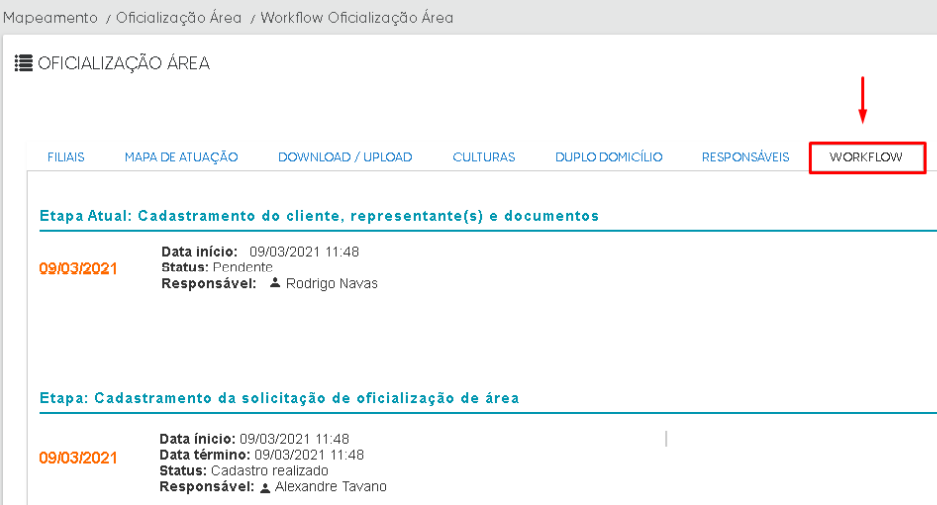 Mapeamento / Oficialização Área / Workflow Oficialização Área
OFICIALIZAÇÃO ÁREA
FILIAIS MAPA DE ATUAÇÃO DOWNLOAD / UPLOAD CULTURAS DUPLO DOMICÍLIO RESPONSÁVEIS WORKFLOW
Etapa Atual: Cadastramento do cliente, representante(s) e documentos
Data início: 09/03/2021 11:48
09/03/2021 Status: Pendente
Responsável: Rodrigo Navas
Etapa: Cadastramento da solicitação de oficialização de área
Data ínicio: 09/03/2021 11:48
09/03/2021 Data término: 09/03/2021 11:48
Status: Cadastro realizado
Responsável: Alexandre Tavano